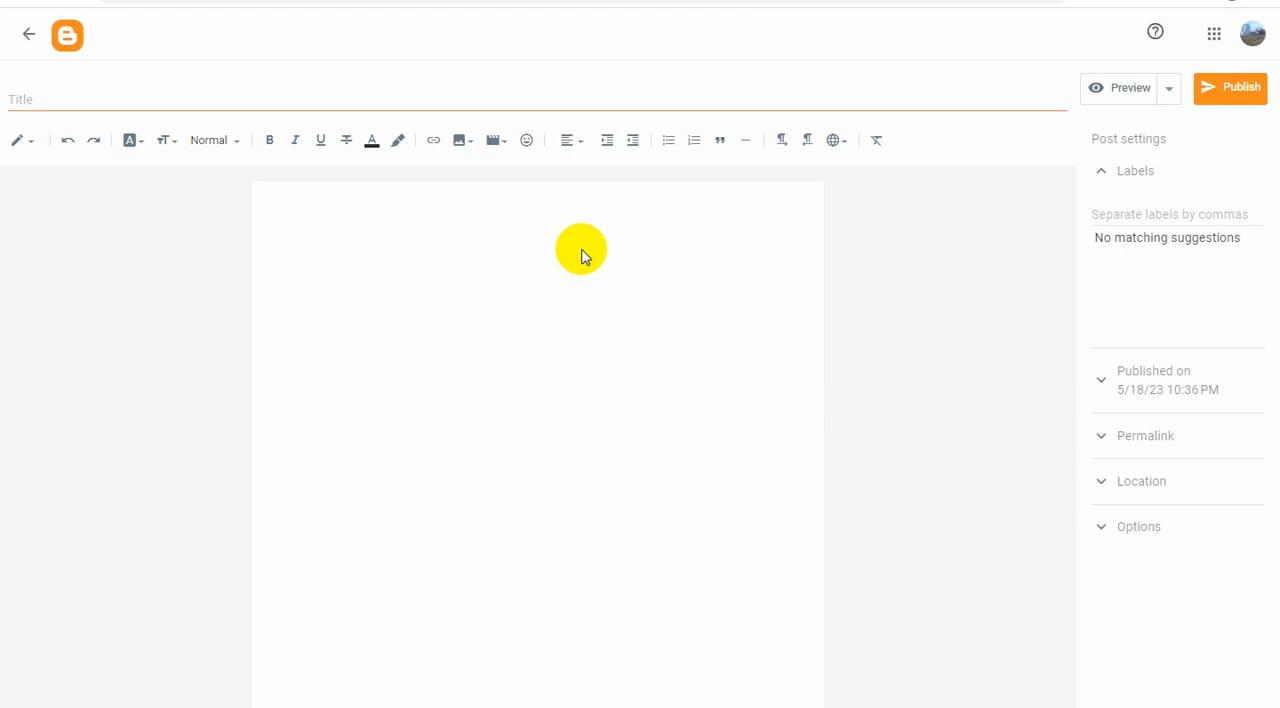 Title
Preview
Publish
Normal
B
I
U
Post settings
Labels
Separate labels by commas
No matching suggestions
Published on
5/18/23 10:36 PM
Permalink
Location
Options